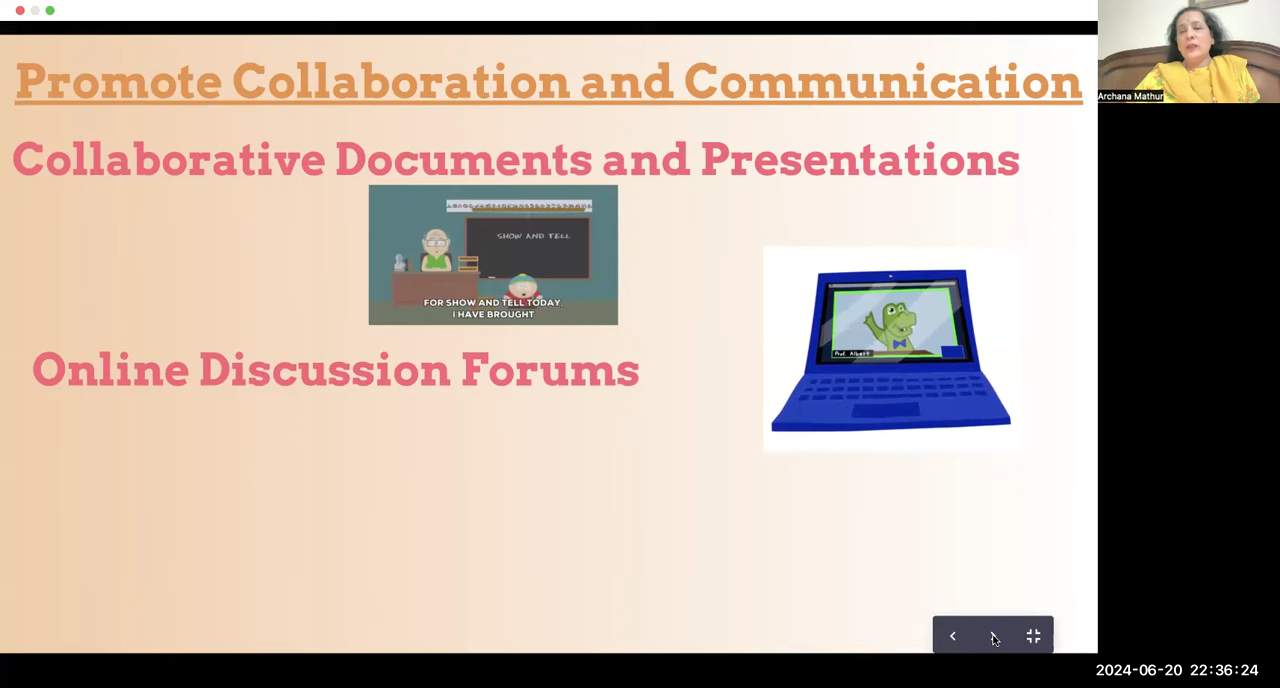 Promote Collaboration and Communication
Archana Mathur
Collaborative Documents and Presentations
SHOW AND TELL
FOR SHOW AND TELL TODAY,
I HAVE BROUGHT
Prof. Albert
Online Discussion Forums
2024-06-20 22:36:24